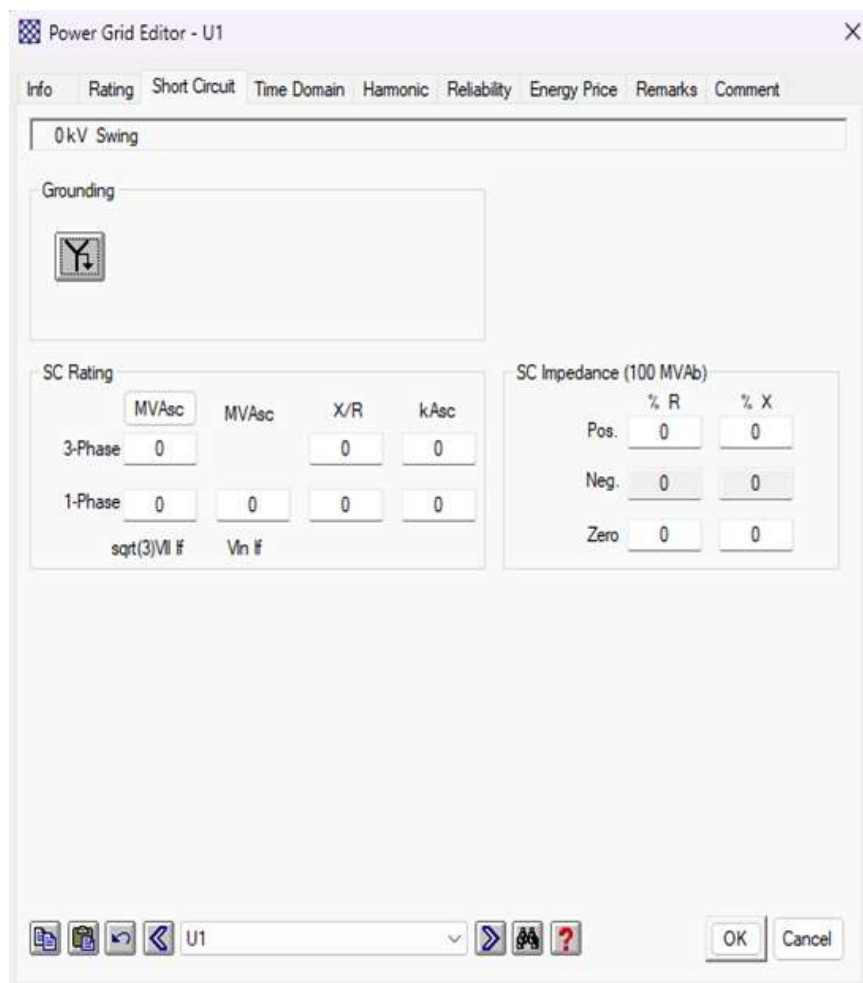 Power Grid Editor - U1
Info Rating Short Circuit Time Domain Harmonic Reliability Energy Price Remarks Comment
0 kV Swing
Grounding
SC Rating
MVAsc MVAsc X/R kAsc
3-Phase 0 0 0
1-Phase 0 0 0 0
sqrt(3)Vll If Vln If
SC Impedance (100 MVAb)
% R % X
Pos. 0 0
Neg. 0 0
Zero 0 0
U1
OK Cancel